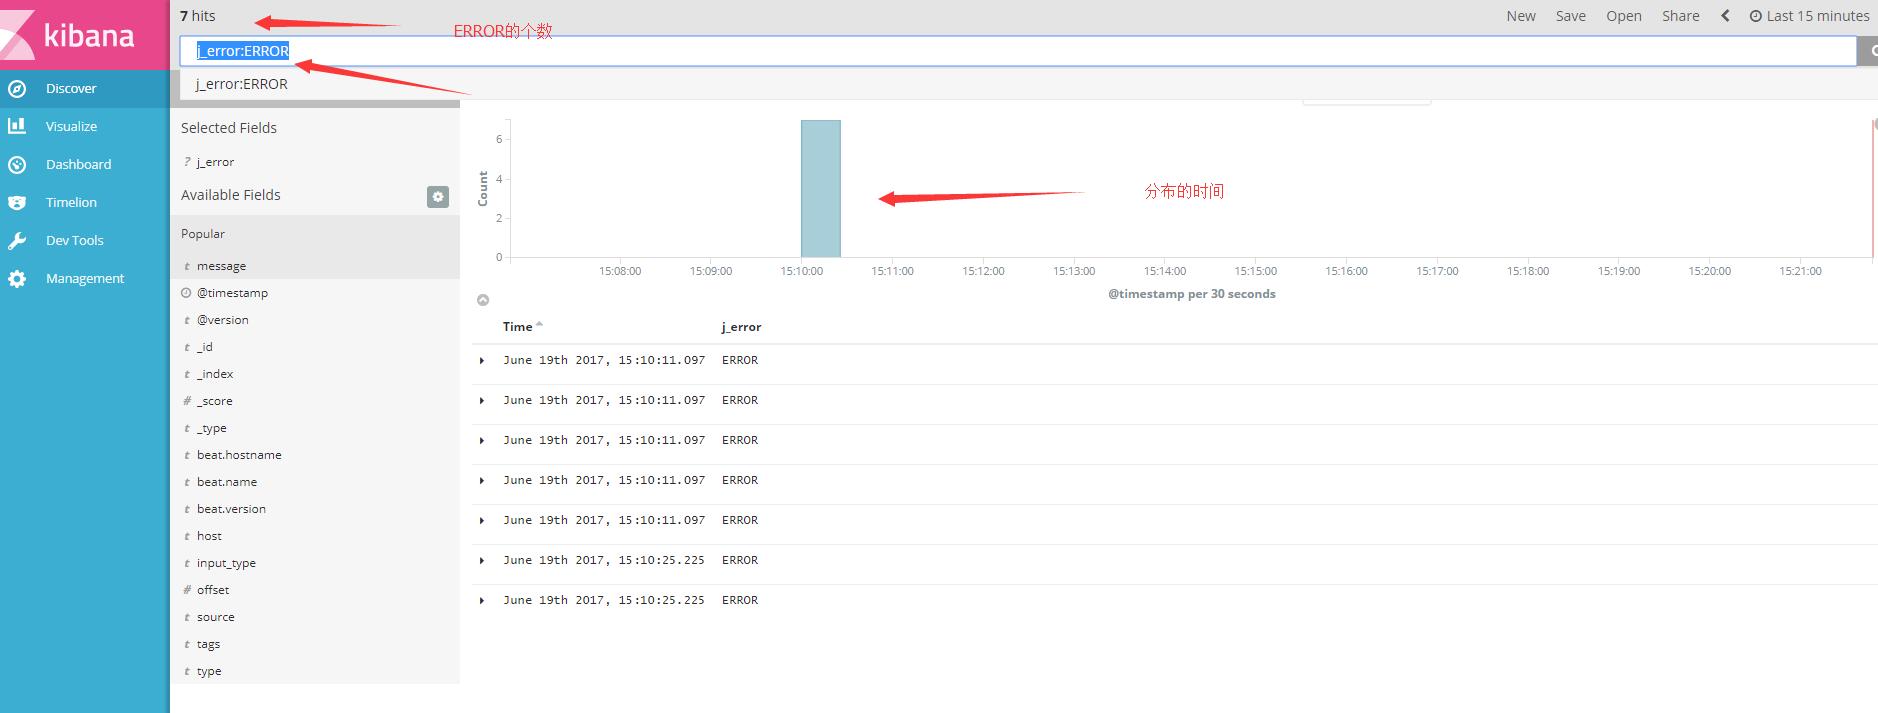 7 hits
New Save Open Share Last 15 minutes
kibana
ERROR的个数
j_error:ERROR
j_error:ERROR
Discover
Visualize
Dashboard
Timelion
Dev Tools
Management
Selected Fields
? j_error
Available Fields
Popular
t message
@timestamp
t @version
t _id
t _index
# _score
t _type
t beat.hostname
t beat.name
t beat.version
t host
t input_type
# offset
t source
t tags
t type
Count
6
4
2
0
分布的时间
15:08:00 15:09:00 15:10:00 15:11:00 15:12:00 15:13:00 15:14:00 15:15:00 15:16:00 15:17:00 15:18:00 15:19:00 15:20:00 15:21:00
@timestamp per 30 seconds
Time j_error
June 19th 2017, 15:10:11.097 ERROR
June 19th 2017, 15:10:11.097 ERROR
June 19th 2017, 15:10:11.097 ERROR
June 19th 2017, 15:10:11.097 ERROR
June 19th 2017, 15:10:11.097 ERROR
June 19th 2017, 15:10:25.225 ERROR
June 19th 2017, 15:10:25.225 ERROR